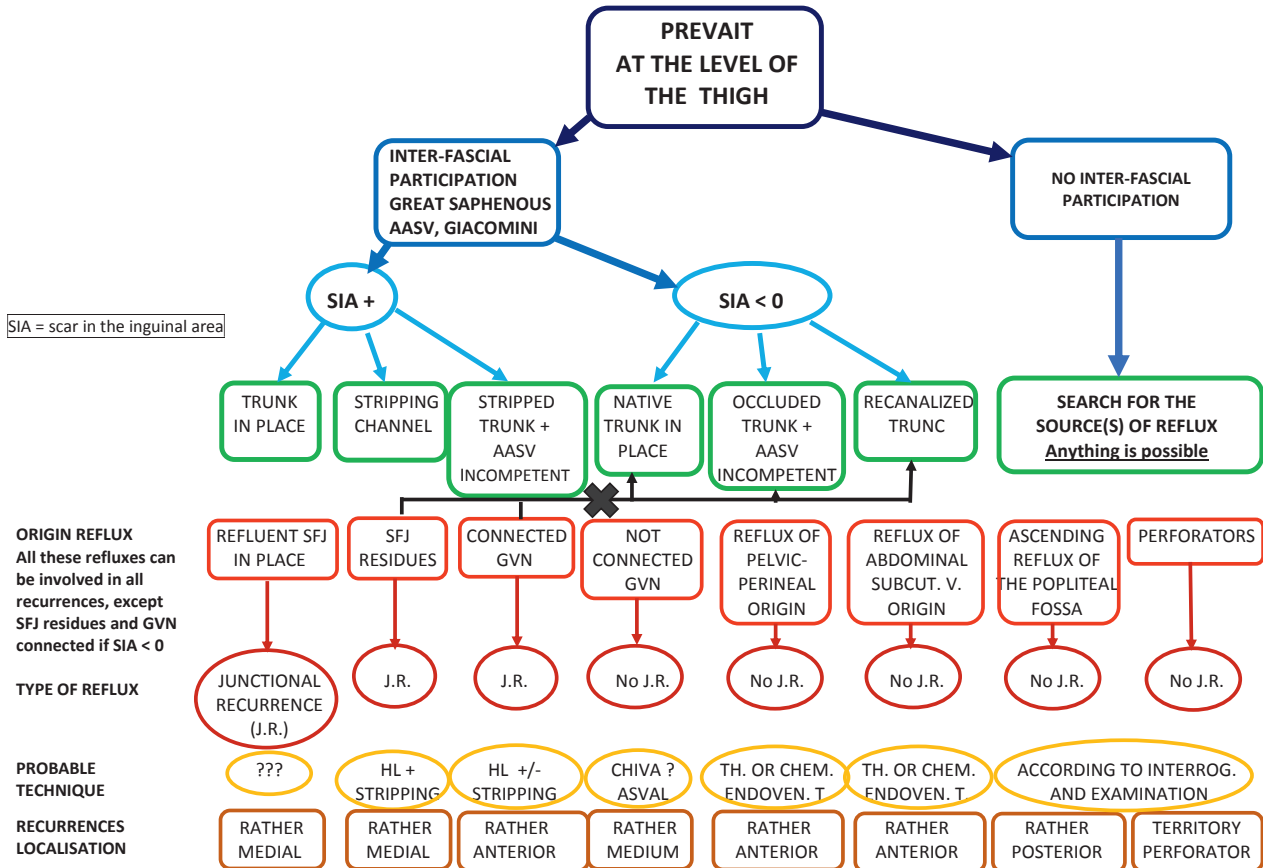 PREVAIT
AT THE LEVEL OF
THE THIGH
INTER-FASCIAL
PARTICIPATION
GREAT SAPHENOUS
AASV, GIACOMINI
NO INTER-FASCIAL
PARTICIPATION
SIA +
SIA < 0
SIA = scar in the inguinal area
TRUNK
IN PLACE
STRIPPING
CHANNEL
STRIPPED
TRUNK +
AASV
INCOMPETENT
NATIVE
TRUNK IN
PLACE
OCCLUDED
TRUNK +
AASV
INCOMPETENT
RECANALIZED
TRUNC
SEARCH FOR THE
SOURCE(S) OF REFLUX
Anything is possible
ORIGIN REFLUX
All these refluxes can
be involved in all
recurrences, except
SFJ residues and GVN
connected if SIA < 0
REFLUENT SFJ
IN PLACE
SFJ
RESIDUES
CONNECTED
GVN
NOT
CONNECTED
GVN
REFLUX OF
PELVIC-
PERINEAL
ORIGIN
REFLUX OF
ABDOMINAL
SUBCUT. V.
ORIGIN
ASCENDING
REFLUX OF
THE POPLITEAL
FOSSA
PERFORATORS
TYPE OF REFLUX
JUNCTIONAL
RECURRENCE
(J.R.)
J.R.
J.R.
No J.R.
No J.R.
No J.R.
No J.R.
No J.R.
PROBABLE
TECHNIQUE
???
HL +
STRIPPING
HL +/-
STRIPPING
CHIVA ?
ASVAL
TH. OR CHEM.
ENDOVEN. T
TH. OR CHEM.
ENDOVEN. T
ACCORDING TO INTERROG.
AND EXAMINATION
RECURRENCES
LOCALISATION
RATHER
MEDIAL
RATHER
MEDIAL
RATHER
ANTERIOR
RATHER
MEDIUM
RATHER
ANTERIOR
RATHER
ANTERIOR
RATHER
POSTERIOR
TERRITORY
PERFORATOR